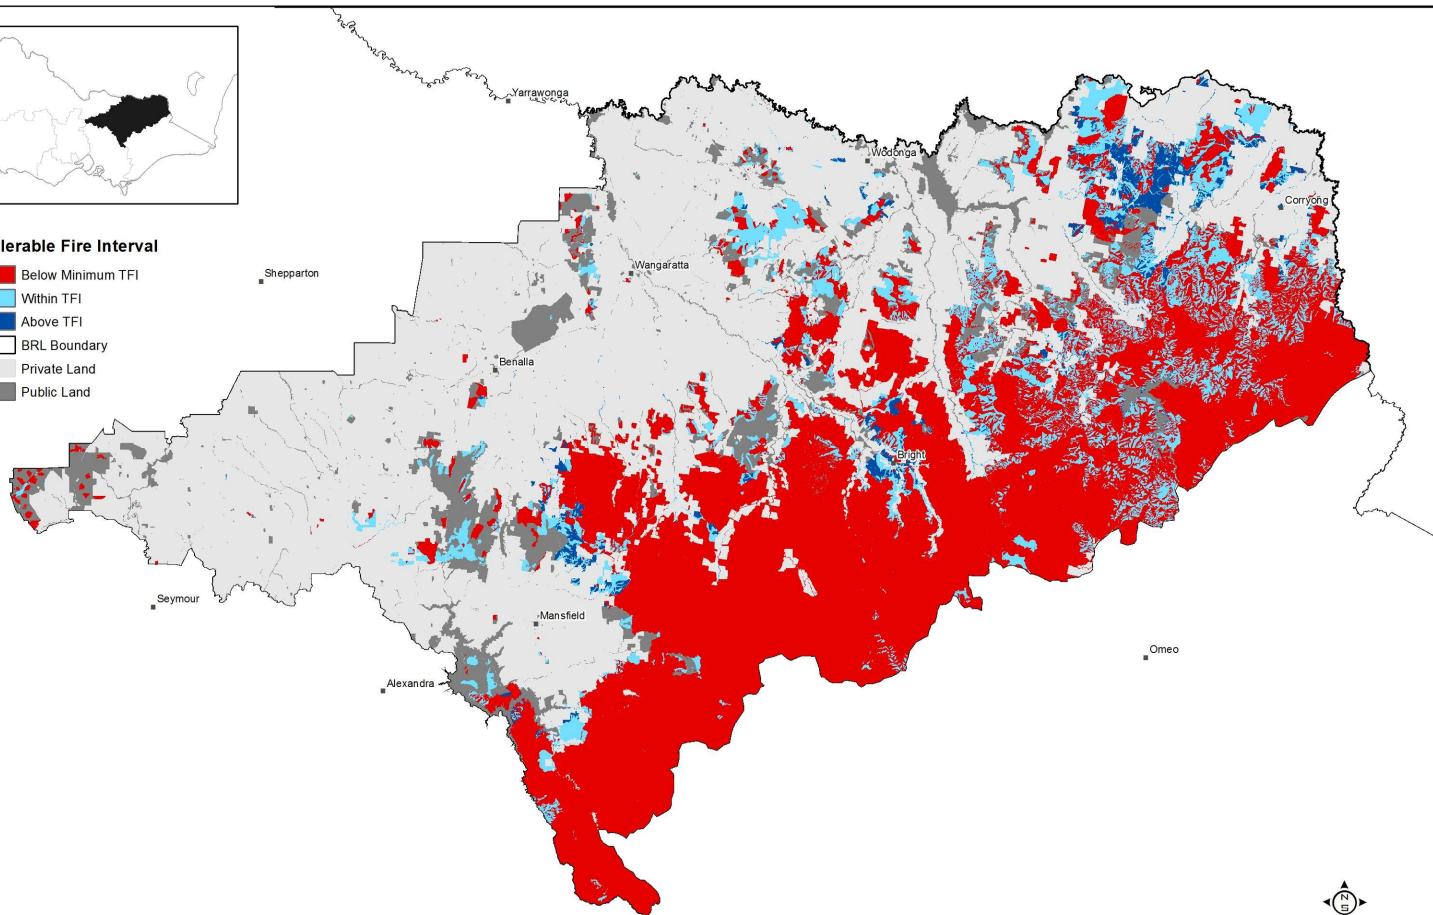 Yarrawonga
Wodonga
Corryong
lerable Fire Interval
Below Minimum TFI
Within TFI
Above TFI
BRL Boundary
Private Land
Public Land
Shepparton
Wangaratta
Benalla
Bright
Seymour
Mansfield
Omeo
Alexandra
N
S